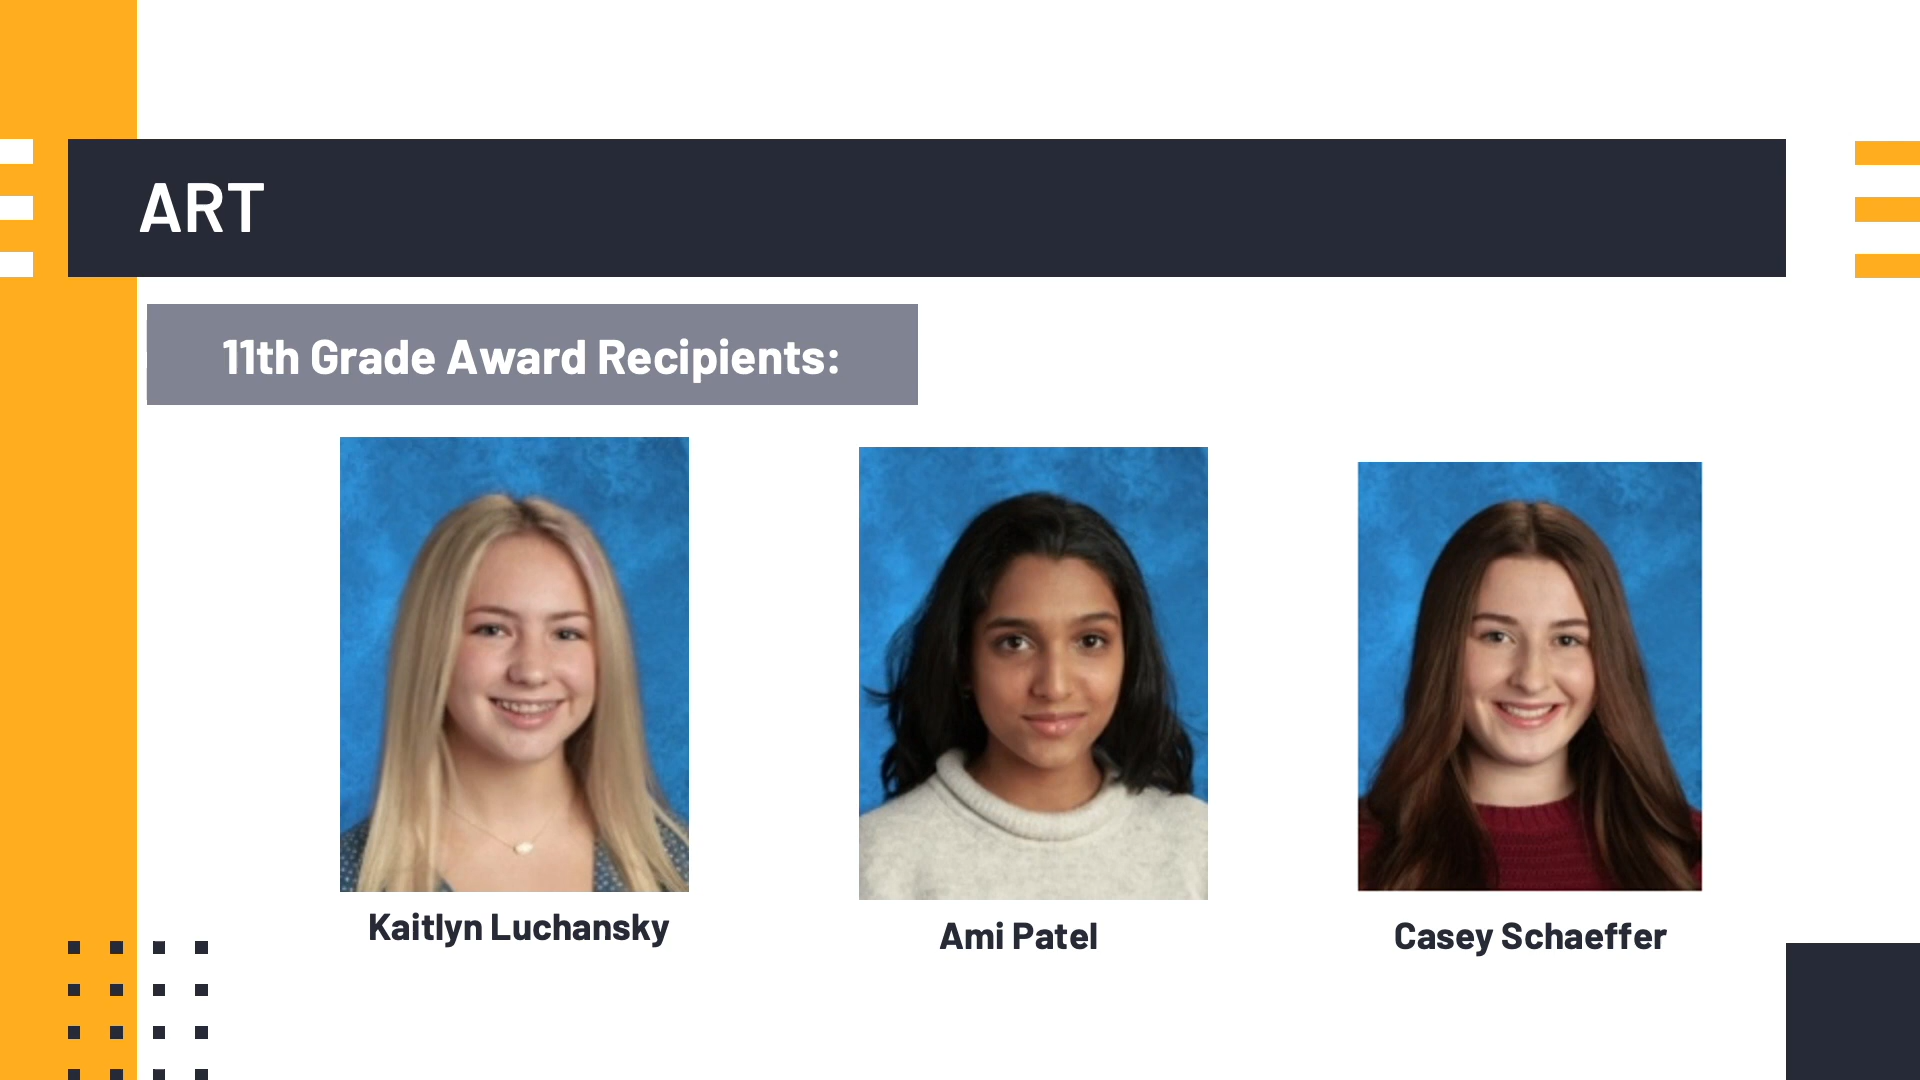 ART
11th Grade Award Recipients:
Kaitlyn Luchansky
Ami Patel
Casey Schaeffer